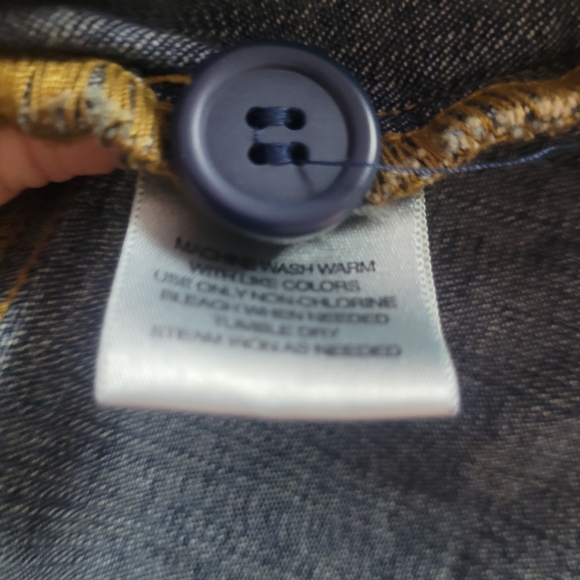 MACHINE WASH WARM
WITH LIKE COLORS
USE ONLY NON-CHLORINE
BLEACH WHEN NEEDED
TUMBLE DRY
STEAM IRON AS NEEDED